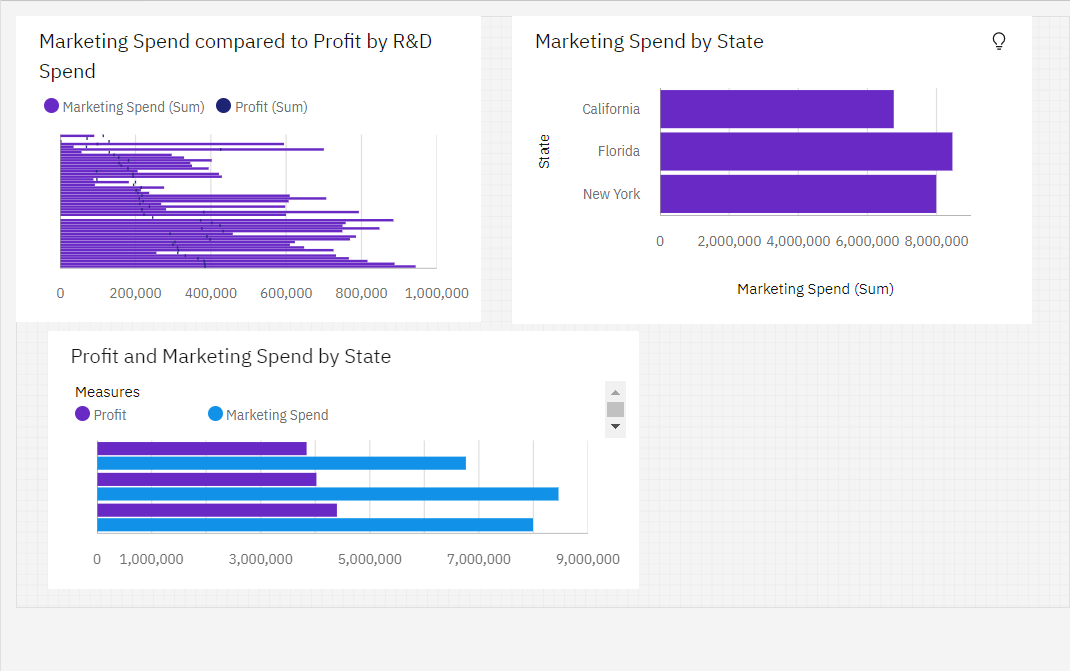 Marketing Spend compared to Profit by R&D
Spend
Marketing Spend (Sum) Profit (Sum)
0 200,000 400,000 600,000 800,000 1,000,000
Marketing Spend by State
State
California
Florida
New York
0 2,000,000 4,000,000 6,000,000 8,000,000
Marketing Spend (Sum)
Profit and Marketing Spend by State
Measures
Profit Marketing Spend
0 1,000,000 3,000,000 5,000,000 7,000,000 9,000,000